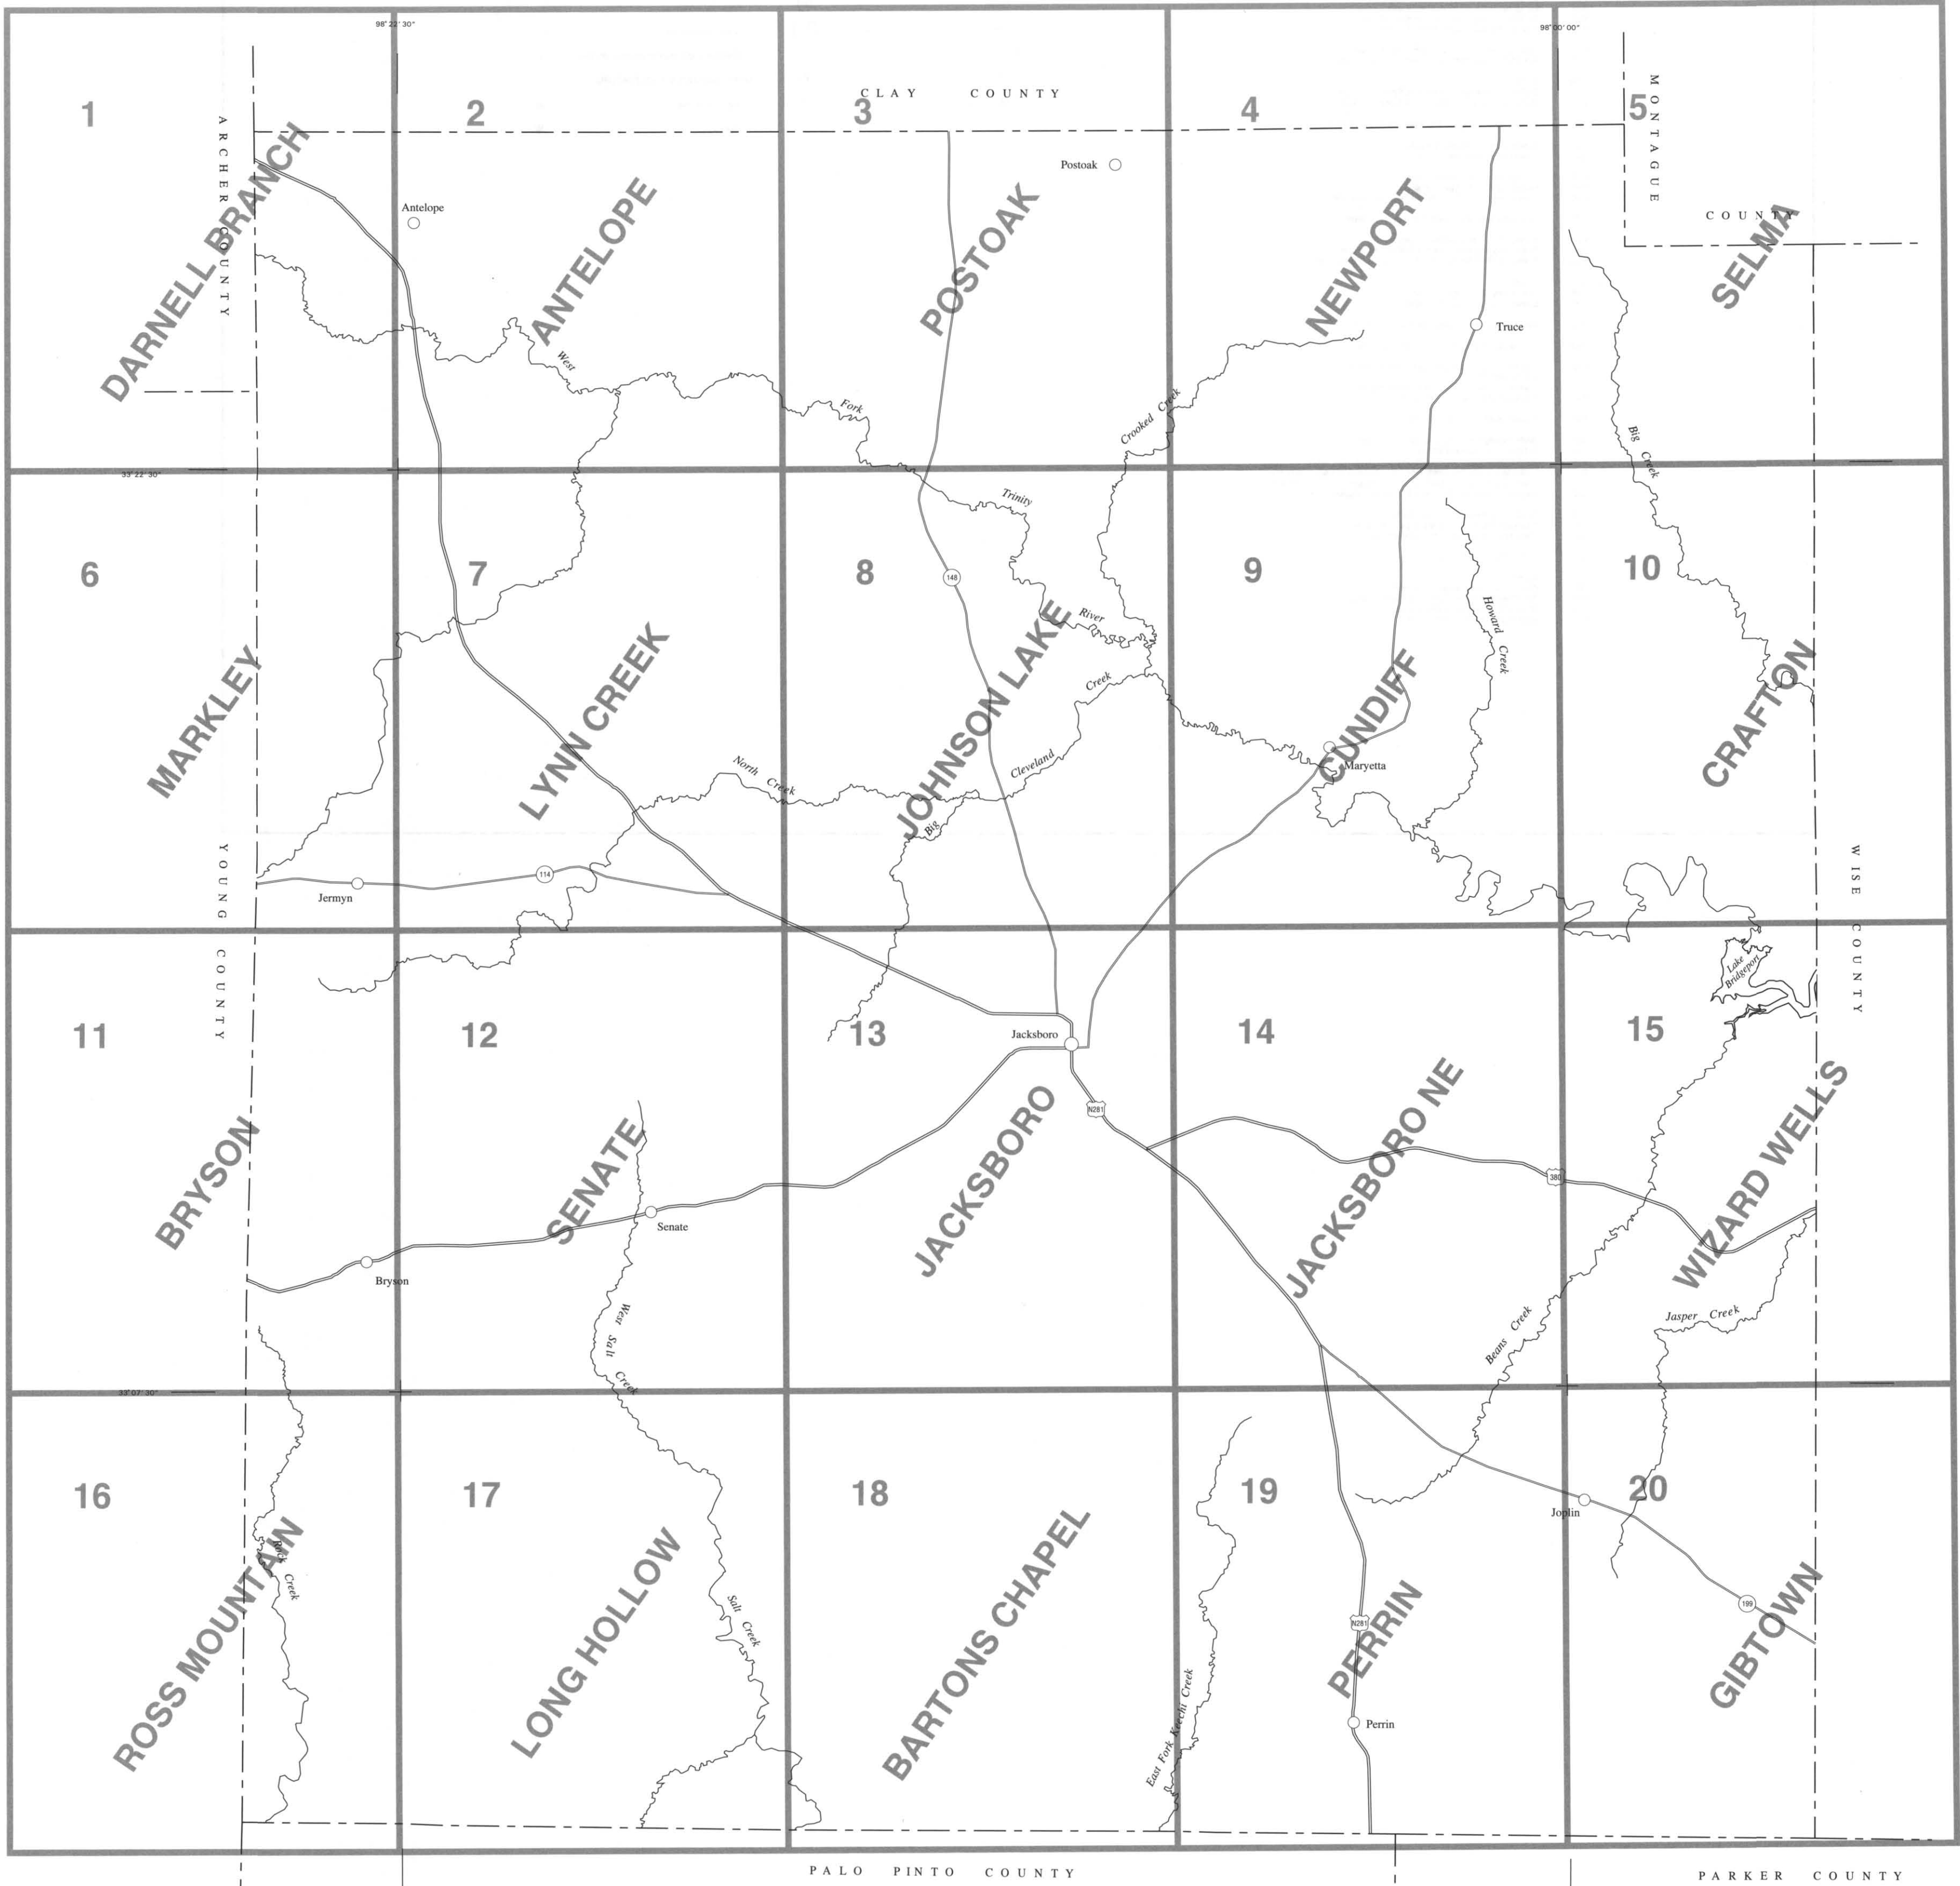 98° 22' 30"
98° 00' 00"
CLAY COUNTY
1
2
3
4
5
MONTAGUE
COUNTY
ARCHER COUNTY
DARNELL BRANCH
ANTELOPE
POSTOAK
NEWPORT
SELMA
Postoak
Antelope
Truce
West
Fork
Crooked Creek
Big Creek
33° 22' 30"
6
7
8
9
10
Trinity
148
River
Howard Creek
MARKLEY
LYNN CREEK
JOHNSON LAKE
CUNDIFF
CRAFTON
Creek
Cleveland
Big
North Creek
Maryetta
114
Jermyn
YOUNG COUNTY
WISE COUNTY
Lake
Bridgeport
11
12
13
14
15
Jacksboro
N281
BRYSON
SENATE
JACKSBORO
JACKSBORO NE
WIZARD WELLS
380
Senate
Bryson
West Salt Creek
Beans Creek
Jasper Creek
33° 07' 30"
16
17
18
19
20
Joplin
Rock Creek
Salt Creek
199
N281
ROSS MOUNTAIN
LONG HOLLOW
BARTONS CHAPEL
PERRIN
GIBTOWN
East Fork Keechi Creek
Perrin
PALO PINTO COUNTY
PARKER COUNTY